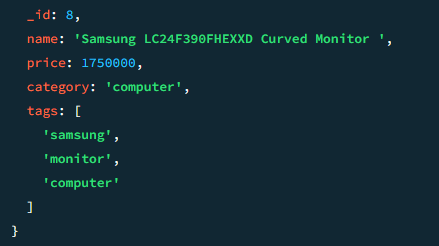 _id: 8,
name: 'Samsung LC24F390FHEXXD Curved Monitor ',
price: 1750000,
category: 'computer',
tags: [
'samsung',
'monitor',
'computer'
]
}